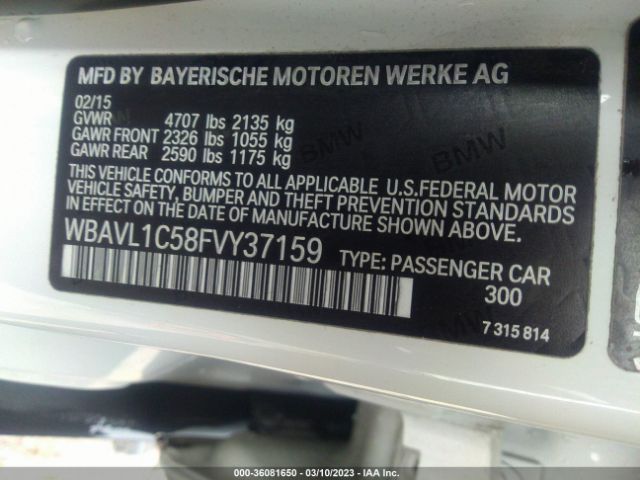 MFD BY BAYERISCHE MOTOREN WERKE AG
02/15
GVWR 4707 lbs 2135 kg
GAWR FRONT 2326 lbs 1055 kg
GAWR REAR 2590 lbs 1175 kg
THIS VEHICLE CONFORMS TO ALL APPLICABLE U.S.FEDERAL MOTOR
VEHICLE SAFETY, BUMPER AND THEFT PREVENTION STANDARDS
IN EFFECT ON THE DATE OF MANUFACTURE SHOWN ABOVE.
WBAVL1C58FVY37159 TYPE: PASSENGER CAR
300
7 315 814
BMW
BMW
000-36081650 — 03/10/2023 — IAA Inc.